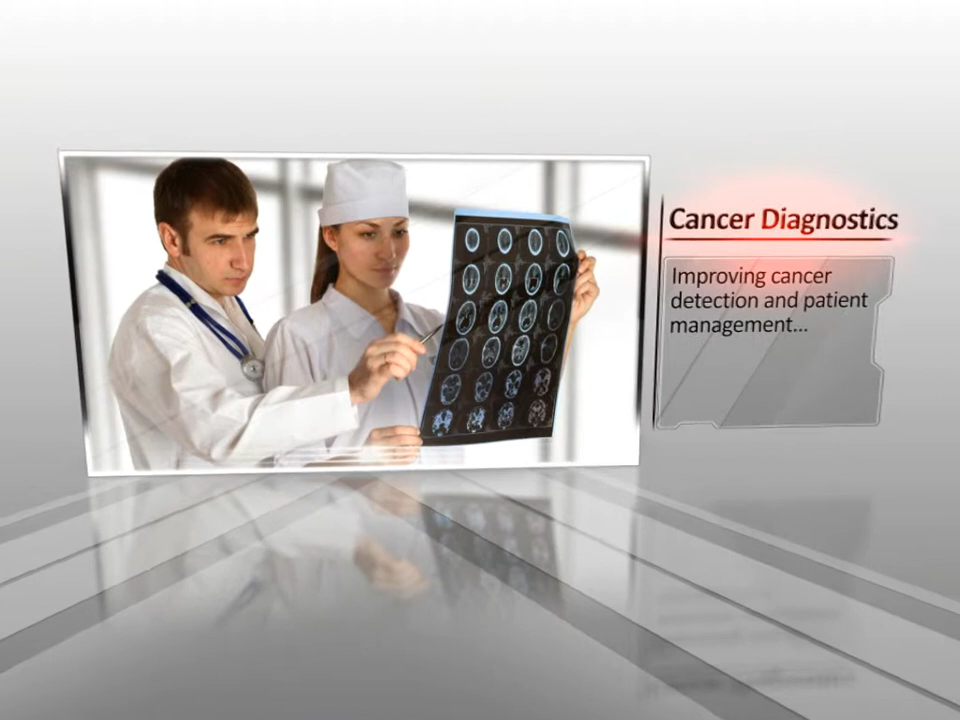 Cancer Diagnostics
Improving cancer
detection and patient
management...